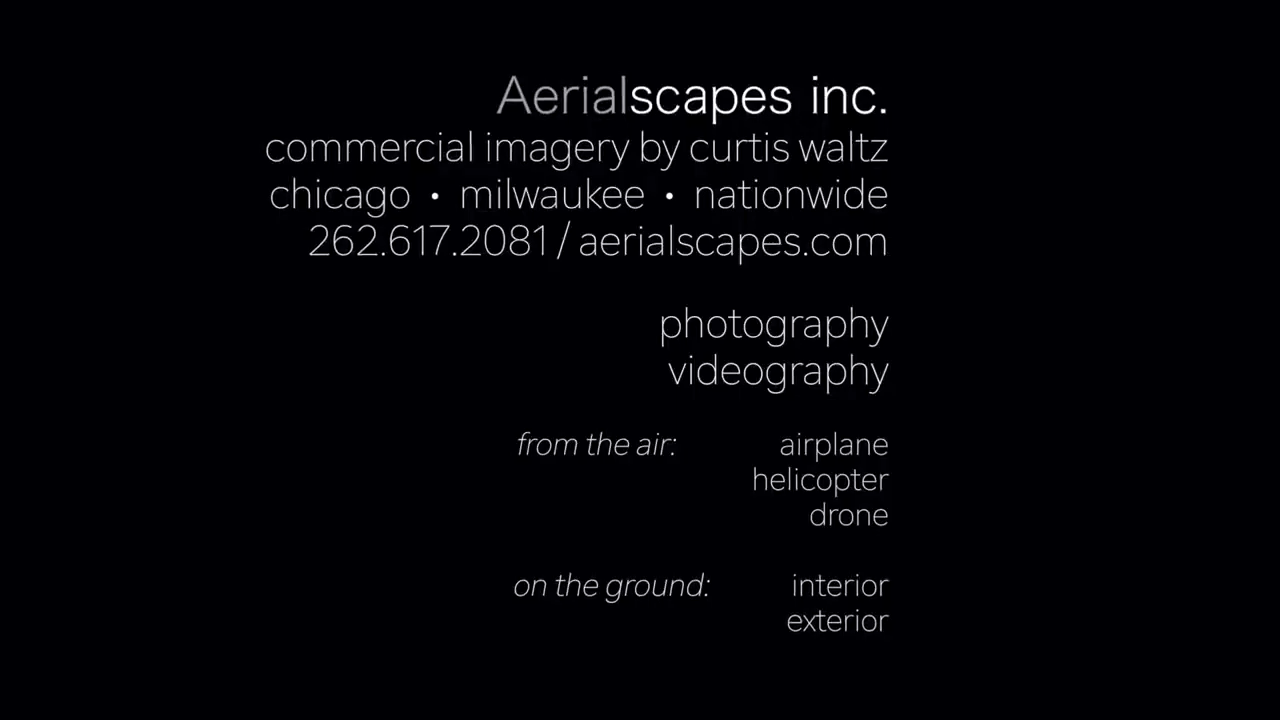 Aerialscapes inc.
commercial imagery by curtis waltz
chicago • milwaukee • nationwide
262.617.2081 / aerialscapes.com
photography
videography
from the air: airplane
helicopter
drone
on the ground: interior
exterior